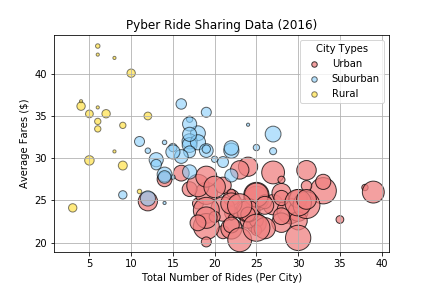 Pyber Ride Sharing Data (2016)
City Types
Urban
Suburban
Rural
Average Fares ($)
40
35
30
25
20
5 10 15 20 25 30 35 40
Total Number of Rides (Per City)